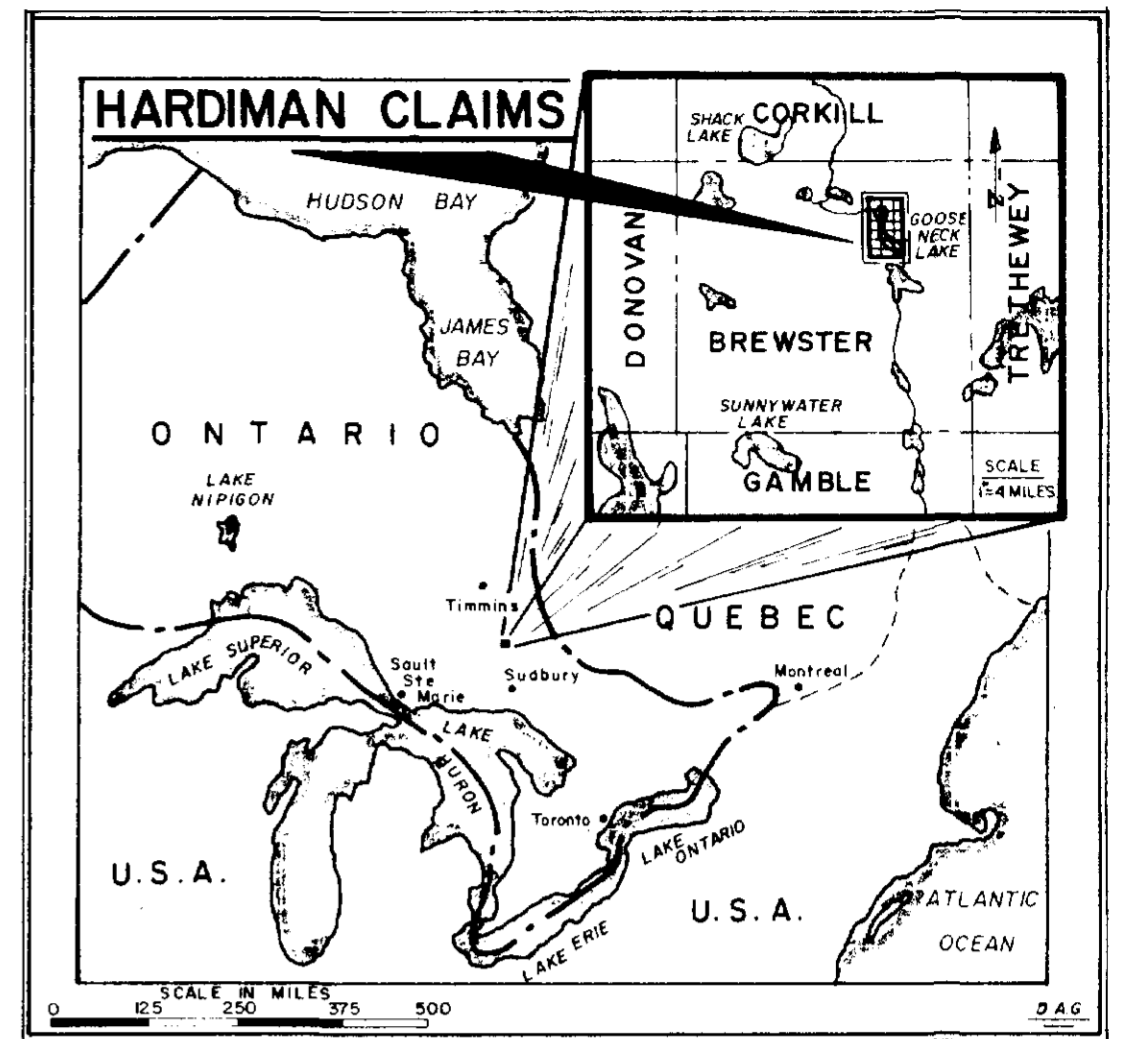 HARDIMAN CLAIMS
HUDSON BAY
JAMES
BAY
ONTARIO
LAKE
NIPIGON
Timmins
QUEBEC
LAKE SUPERIOR
Sault
Ste
Marie
Sudbury
Montreal
LAKE
HURON
Toronto
LAKE
ONTARIO
LAKE ERIE
U.S.A.
U.S.A.
ATLANTIC
OCEAN
SHACK
LAKE
CORKILL
N
DONOVAN
GOOSE
NECK
LAKE
TRETHEWEY
BREWSTER
SUNNYWATER
LAKE
GAMBLE
SCALE
1"=4 MILES
SCALE IN MILES
0 125 250 375 500
D.A.G